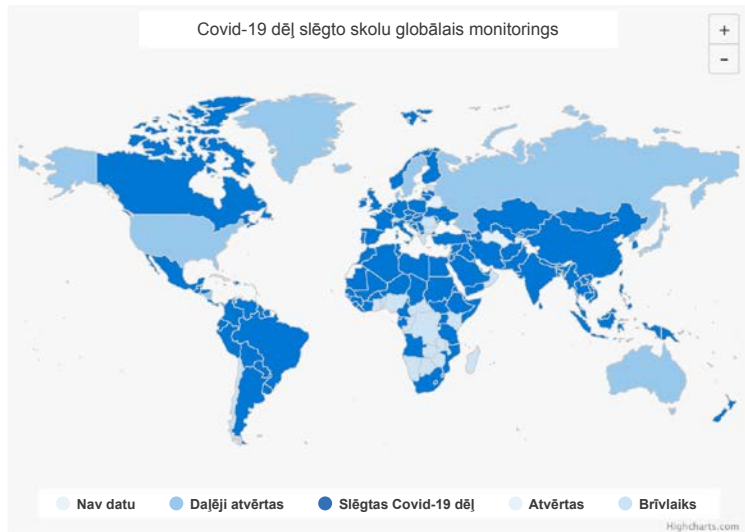 Covid-19 dēļ slēgto skolu globālais monitorings
+
-
Nav datu
Daļēji atvērtas
Slēgtas Covid-19 dēļ
Atvērtas
Brīvlaiks
Highcharts.com